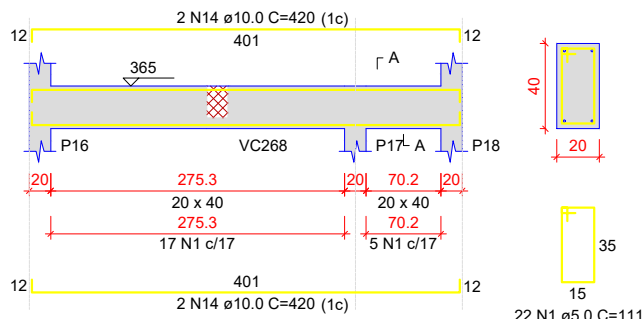 2 N14 ø10.0 C=420 (1c)
12 401 12
A
365
40
P16 VC268 P17 A P18
20
20 275.3 20 70.2 20
20 x 40 20 x 40
275.3 70.2
17 N1 c/17 5 N1 c/17
35
12 401 12
2 N14 ø10.0 C=420 (1c)
15
22 N1 ø5.0 C=111